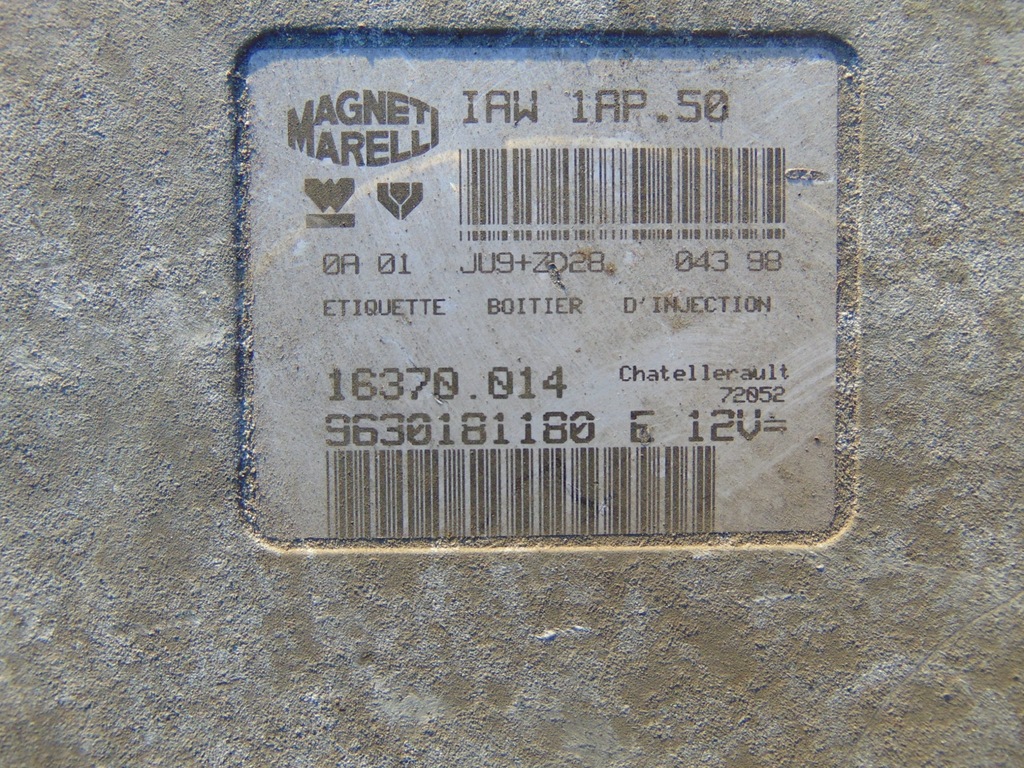 MAGNETI
MARELLI
IAW 1AP.50
0A 01 JU9+ZD28 043 98
ETIQUETTE BOITIER D'INJECTION
16370.014
Chatellerault
72052
9630181180 E 12V=